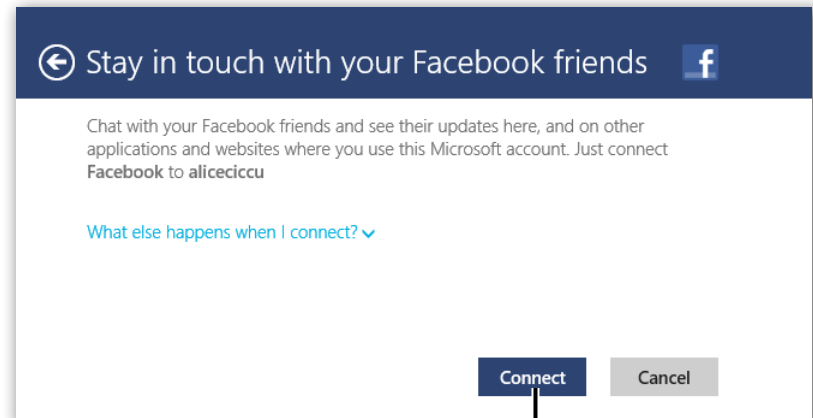 Stay in touch with your Facebook friends f
Chat with your Facebook friends and see their updates here, and on other
applications and websites where you use this Microsoft account. Just connect
Facebook to aliceciccu
What else happens when I connect?
Connect Cancel